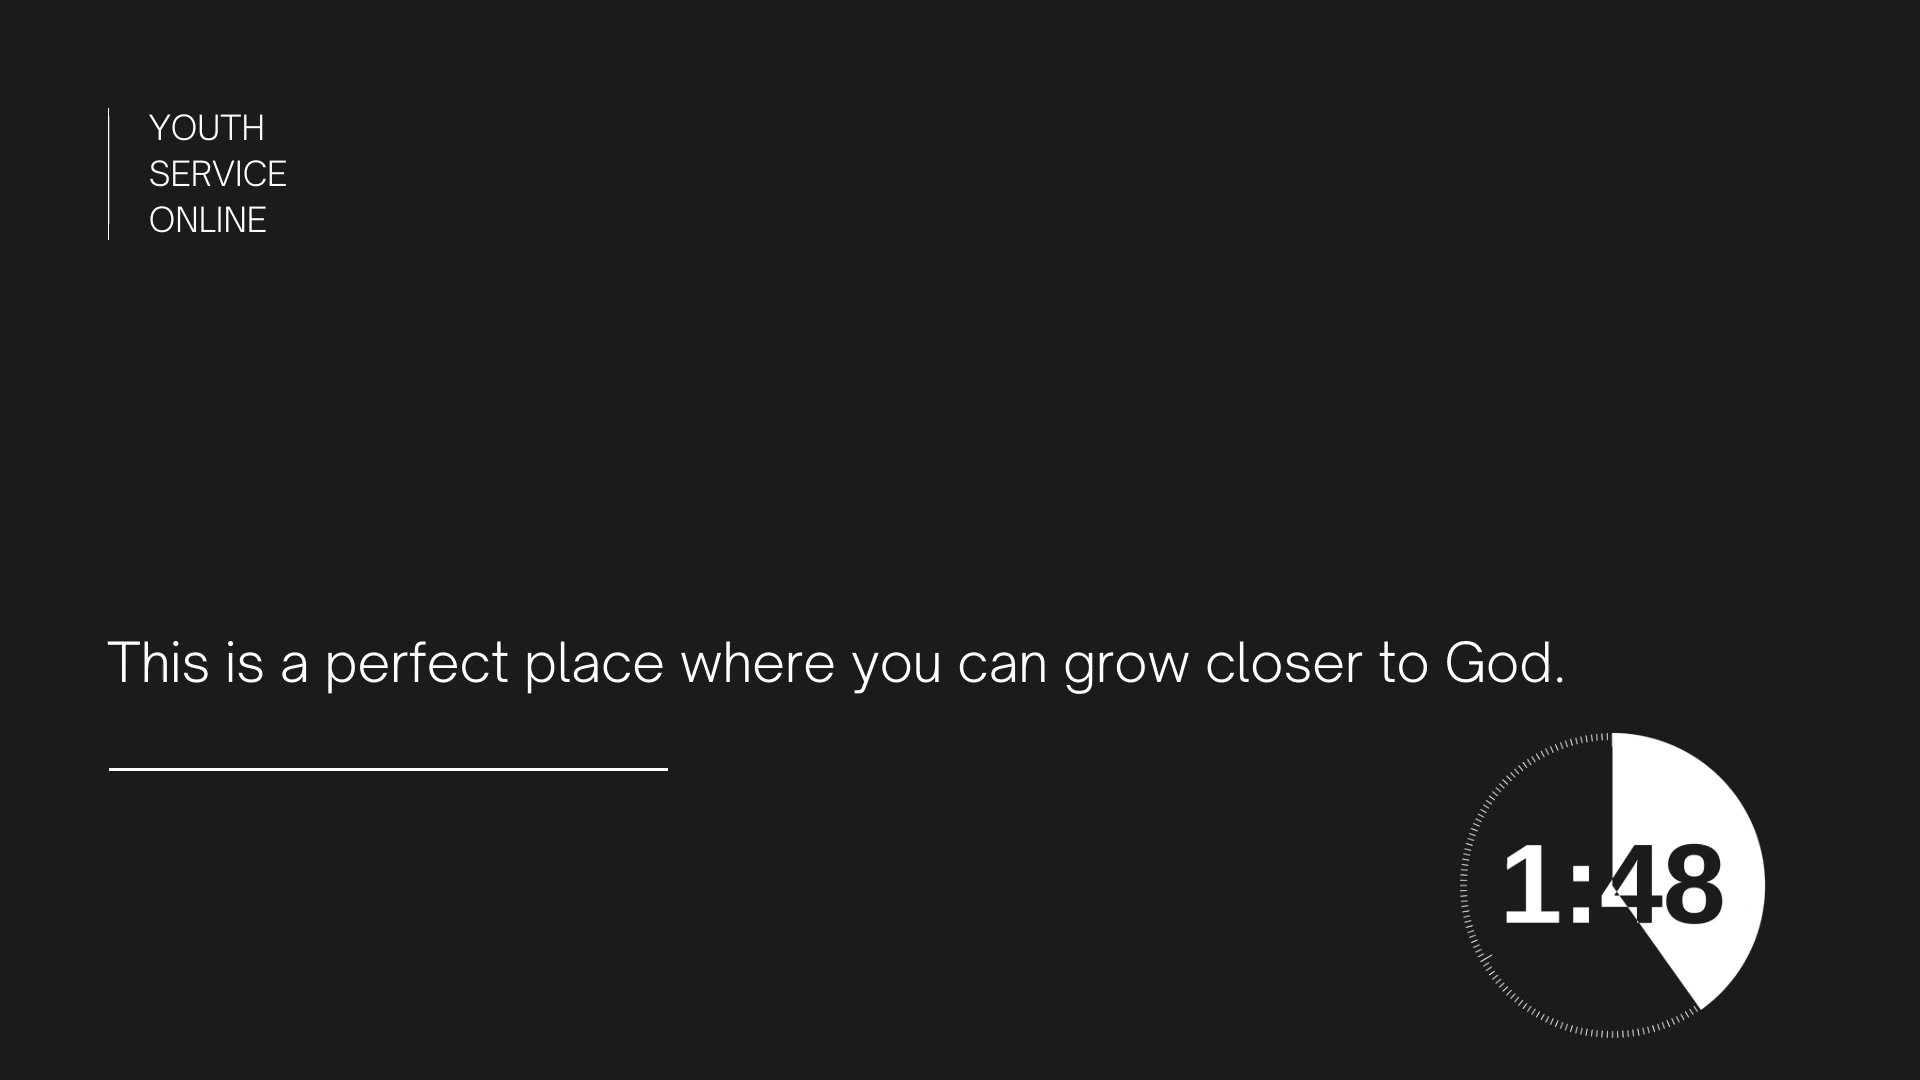 YOUTH
SERVICE
ONLINE
This is a perfect place where you can grow closer to God.
1:48